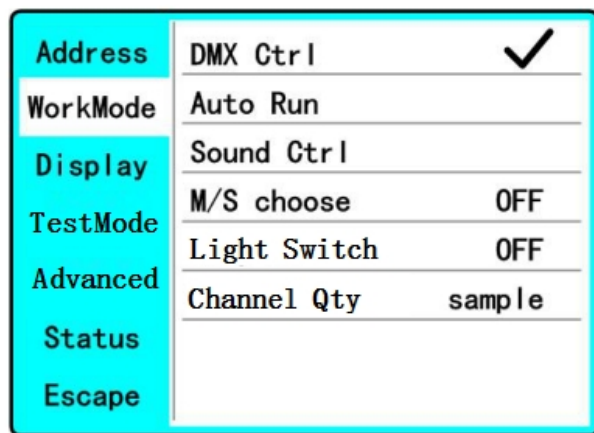 Address
WorkMode
Display
TestMode
Advanced
Status
Escape
DMX Ctrl
Auto Run
Sound Ctrl
M/S choose OFF
Light Switch OFF
Channel Qty sample